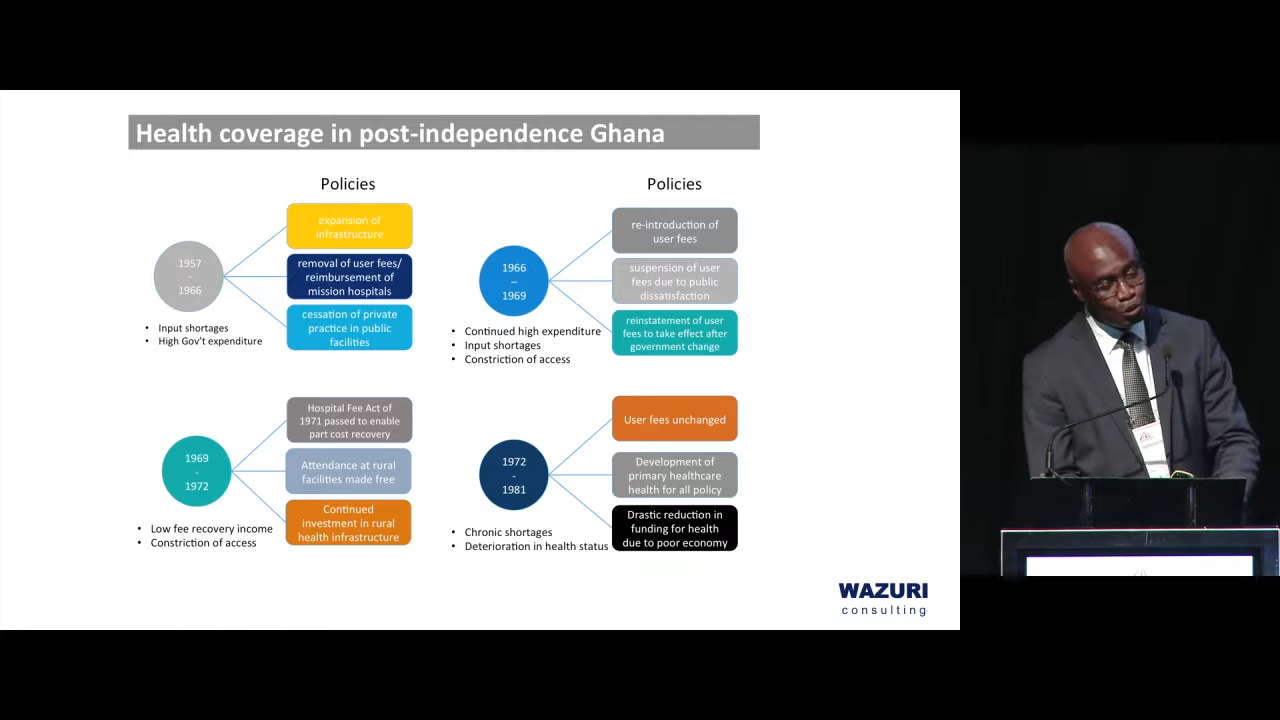 Health coverage in post-independence Ghana
Policies
1957
-
1966
expansion of
infrastructure
removal of user fees/
reimbursement of
mission hospitals
cessation of private
practice in public
facilities
• Input shortages
• High Gov't expenditure
Policies
1966
–
1969
re-introduction of
user fees
suspension of user
fees due to public
dissatisfaction
reinstatement of user
fees to take effect after
government change
• Continued high expenditure
• Input shortages
• Constriction of access
1969
-
1972
Hospital Fee Act of
1971 passed to enable
part cost recovery
Attendance at rural
facilities made free
Continued
investment in rural
health infrastructure
• Low fee recovery income
• Constriction of access
1972
-
1981
User fees unchanged
Development of
primary healthcare
health for all policy
Drastic reduction in
funding for health
due to poor economy
• Chronic shortages
• Deterioration in health status
WAZURI
consulting